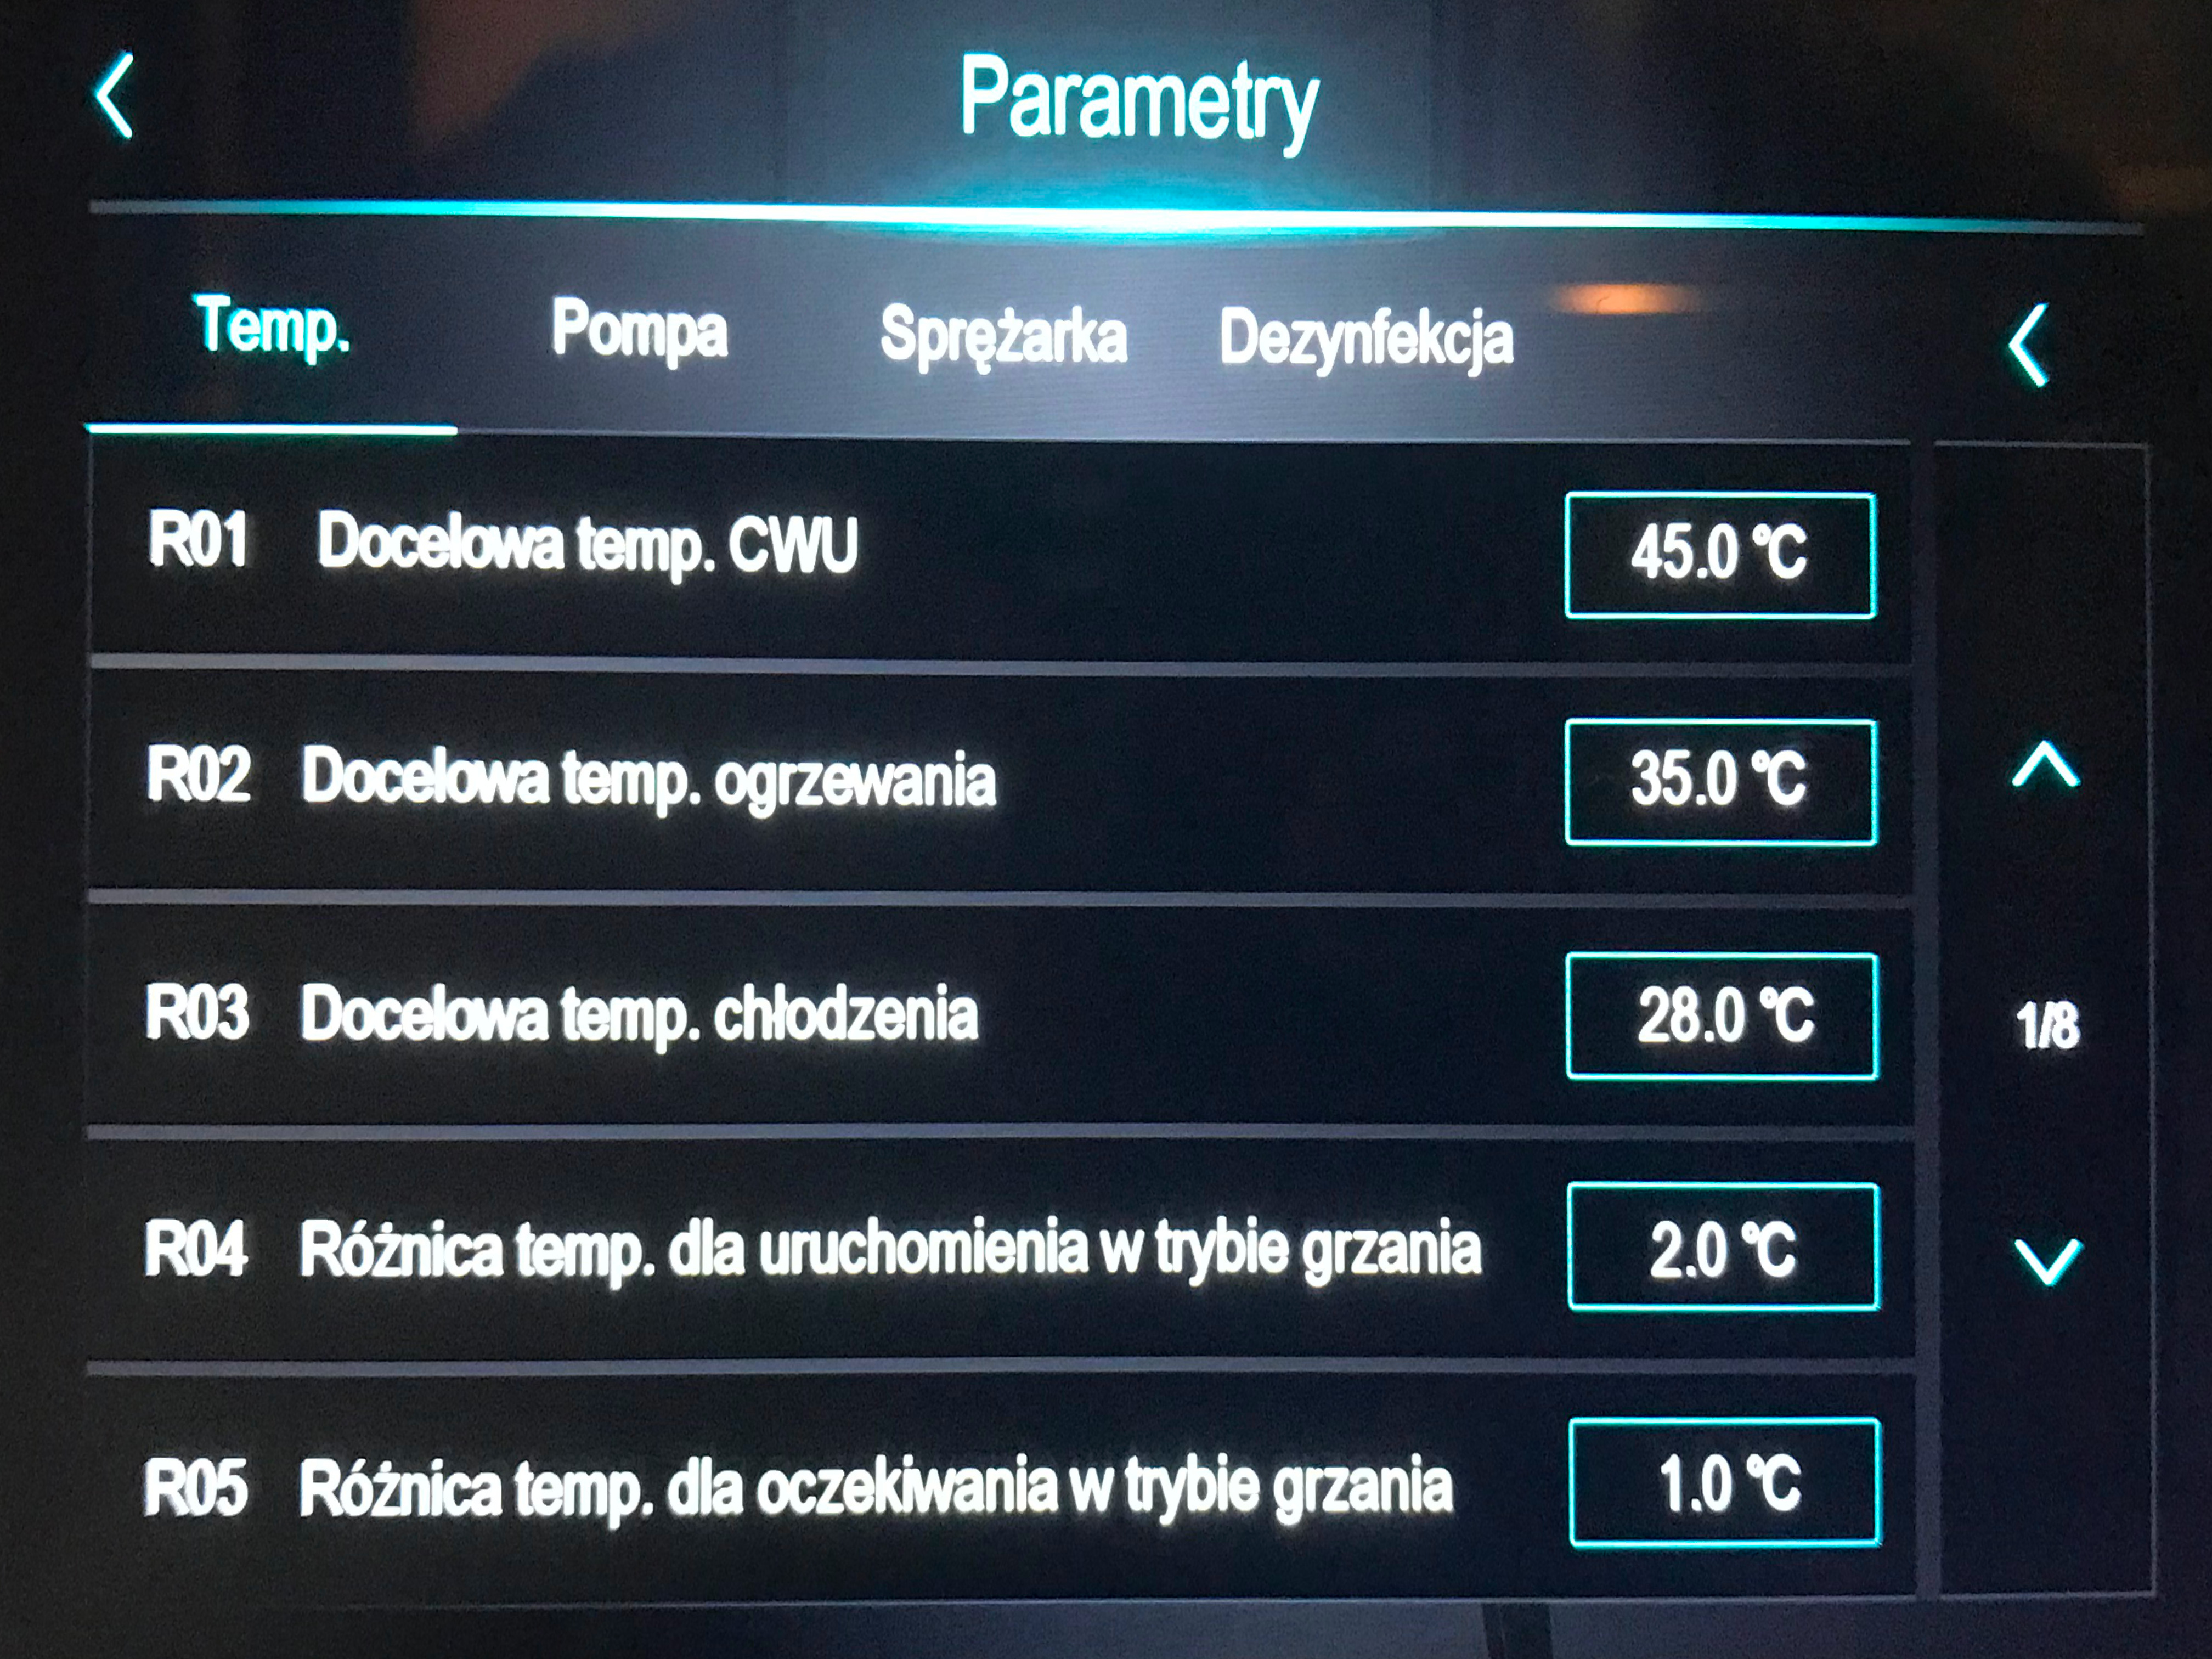 Parametry
Temp. Pompa Sprężarka Dezynfekcja
R01 Docelowa temp. CWU 45.0 ℃
R02 Docelowa temp. ogrzewania 35.0 ℃
R03 Docelowa temp. chłodzenia 28.0 ℃
1/8
R04 Różnica temp. dla uruchomienia w trybie grzania 2.0 ℃
R05 Różnica temp. dla oczekiwania w trybie grzania 1.0 ℃